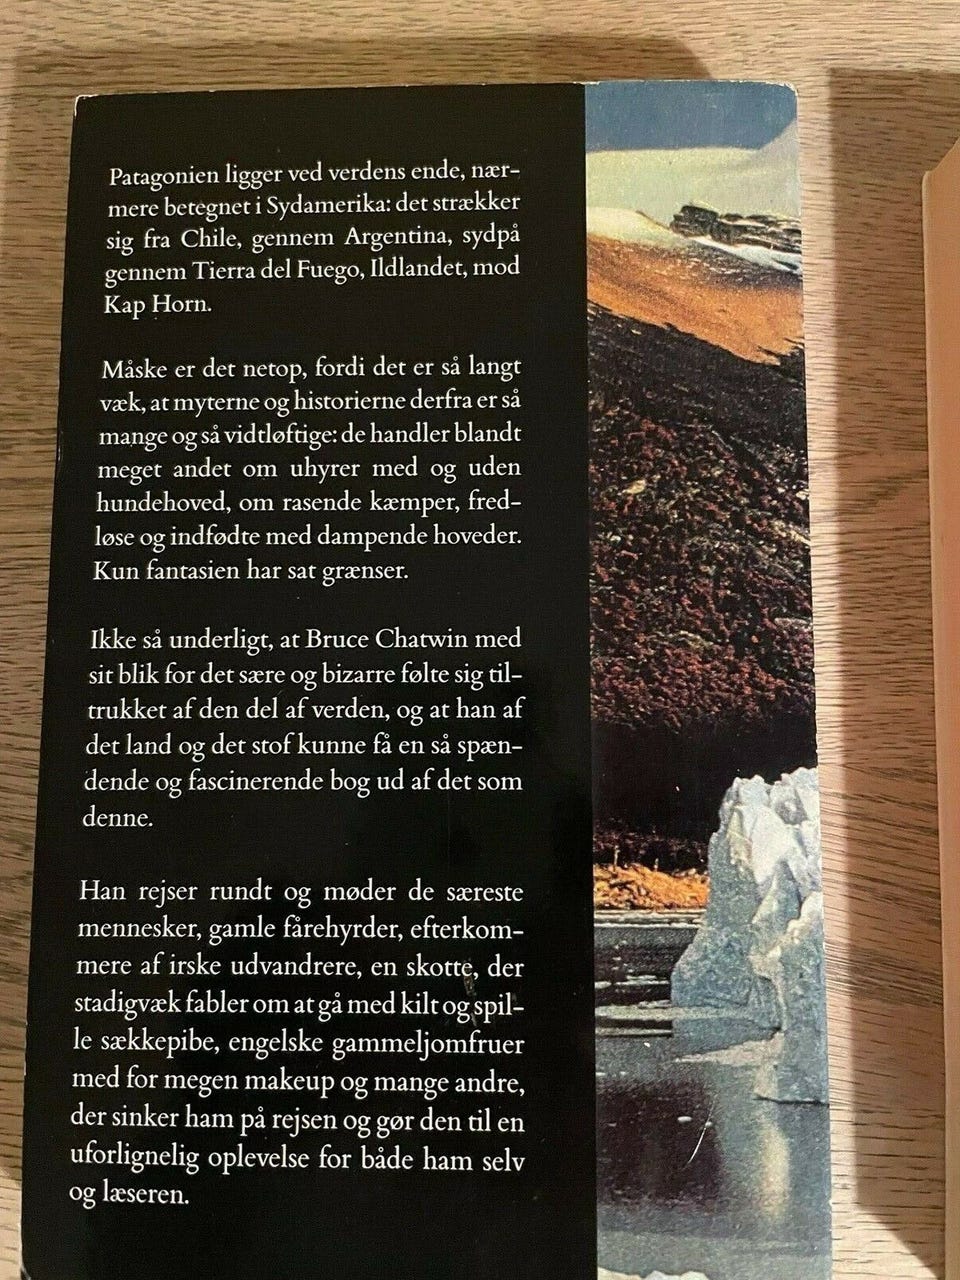 Patagonien ligger ved verdens ende, nær-
mere betegnet i Sydamerika: det strækker
sig fra Chile, gennem Argentina, sydpå
gennem Tierra del Fuego, Ildlandet, mod
Kap Horn.
Måske er det netop, fordi det er så langt
væk, at myterne og historierne derfra er så
mange og så vidtløftige: de handler blandt
meget andet om uhyrer med og uden
hundehoved, om rasende kæmper, fred-
løse og indfødte med dampende hoveder.
Kun fantasien har sat grænser.
Ikke så underligt, at Bruce Chatwin med
sit blik for det sære og bizarre følte sig til-
trukket af den del af verden, og at han af
det land og det stof kunne få en så spæn-
dende og fascinerende bog ud af det som
denne.
Han rejser rundt og møder de særeste
mennesker, gamle fårehyrder, efterkom-
mere af irske udvandrere, en skotte, der
stadigvæk fabler om at gå med kilt og spil-
le sækkepibe, engelske gammeljomfruer
med for megen makeup og mange andre,
der sinker ham på rejsen og gør den til en
uforlignelig oplevelse for både ham selv
og læseren.